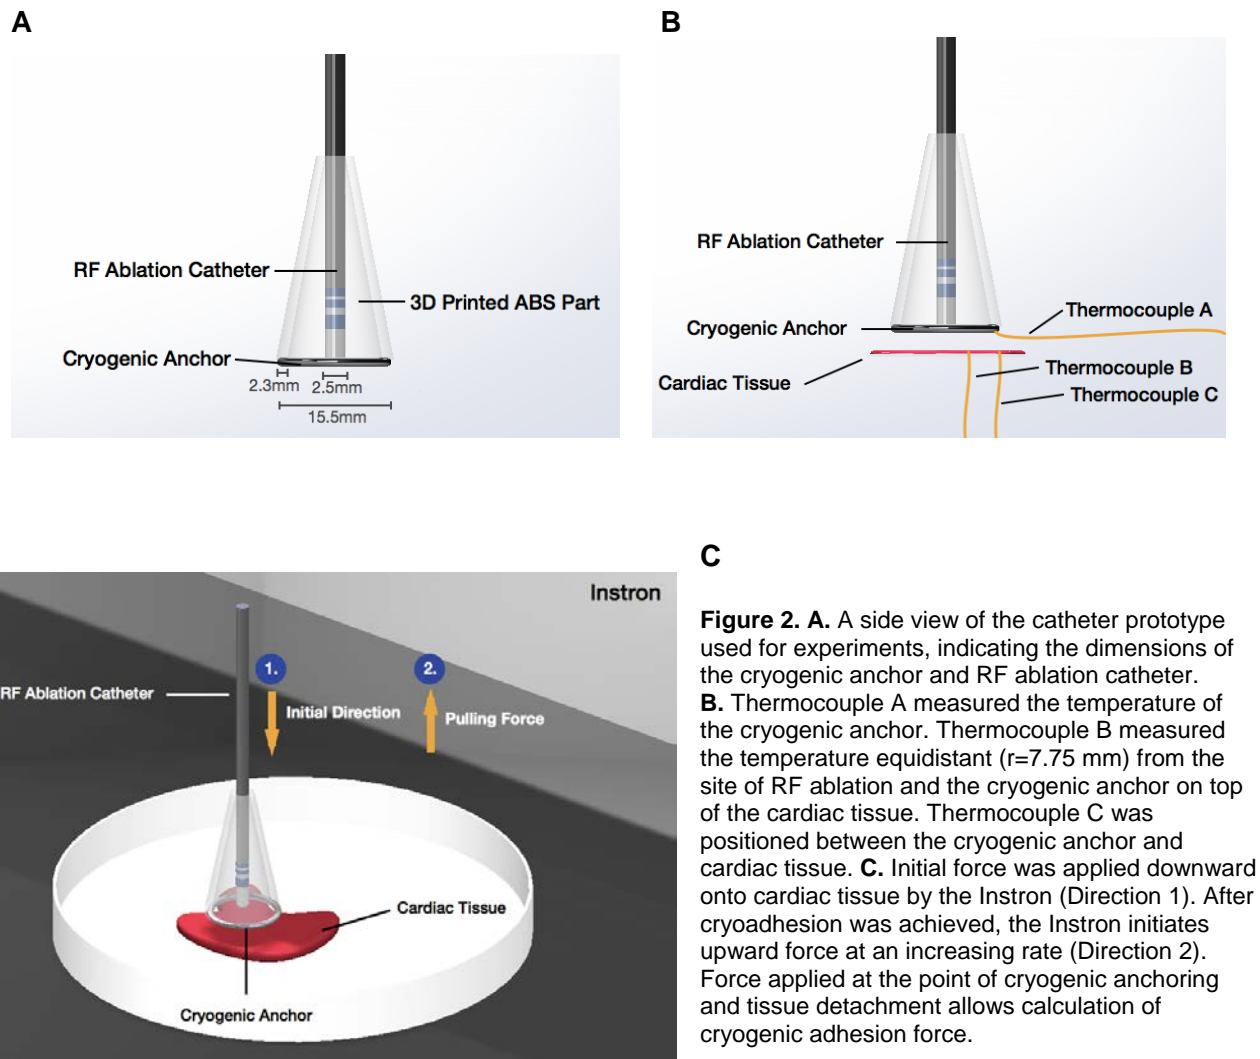 A
RF Ablation Catheter
3D Printed ABS Part
Cryogenic Anchor
2.3mm
2.5mm
15.5mm
B
RF Ablation Catheter
Thermocouple A
Cryogenic Anchor
Thermocouple B
Cardiac Tissue
Thermocouple C
C
Instron
1.
2.
RF Ablation Catheter
Initial Direction
Pulling Force
Cardiac Tissue
Cryogenic Anchor
Figure 2. A. A side view of the catheter prototype
used for experiments, indicating the dimensions of
the cryogenic anchor and RF ablation catheter.
B. Thermocouple A measured the temperature of
the cryogenic anchor. Thermocouple B measured
the temperature equidistant (r=7.75 mm) from the
site of RF ablation and the cryogenic anchor on top
of the cardiac tissue. Thermocouple C was
positioned between the cryogenic anchor and
cardiac tissue. C. Initial force was applied downward
onto cardiac tissue by the Instron (Direction 1). After
cryoadhesion was achieved, the Instron initiates
upward force at an increasing rate (Direction 2).
Force applied at the point of cryogenic anchoring
and tissue detachment allows calculation of
cryogenic adhesion force.